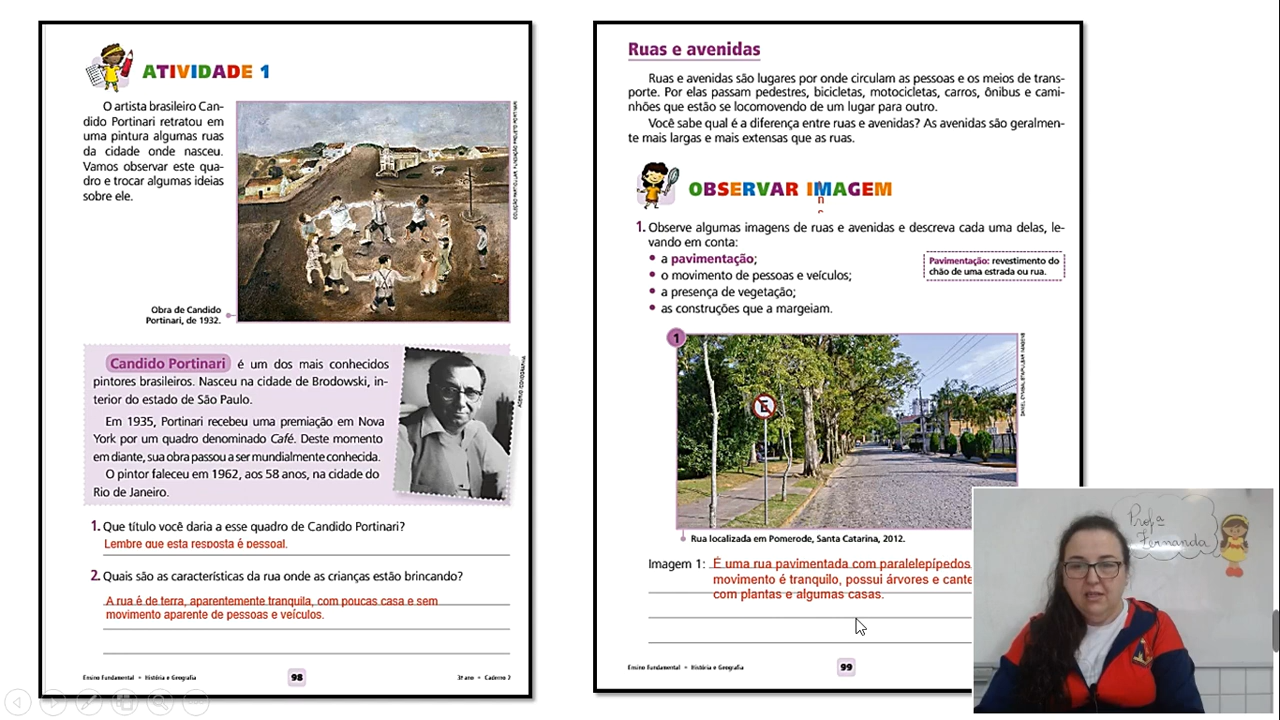 ATIVIDADE 1
O artista brasileiro Can-
dido Portinari retratou em
uma pintura algumas ruas
da cidade onde nasceu.
Vamos observar este qua-
dro e trocar algumas ideias
sobre ele.
Obra de Candido
Portinari, de 1932.
Candido Portinari é um dos mais conhecidos
pintores brasileiros. Nasceu na cidade de Brodowski, in-
terior do estado de São Paulo.
Em 1935, Portinari recebeu uma premiação em Nova
York por um quadro denominado Café. Deste momento
em diante, sua obra passou a ser mundialmente conhecida.
O pintor faleceu em 1962, aos 58 anos, na cidade do
Rio de Janeiro.
1. Que título você daria a esse quadro de Candido Portinari?
Lembre que esta resposta é pessoal.
2. Quais são as características da rua onde as crianças estão brincando?
A rua é de terra, aparentemente tranquila, com poucas casa e sem
movimento aparente de pessoas e veículos.
Ensino Fundamental • História e Geografia
98
3º ano • Caderno 2
Ruas e avenidas
Ruas e avenidas são lugares por onde circulam as pessoas e os meios de trans-
porte. Por elas passam pedestres, bicicletas, motocicletas, carros, ônibus e cami-
nhões que estão se locomovendo de um lugar para outro.
Você sabe qual é a diferença entre ruas e avenidas? As avenidas são geralmen-
te mais largas e mais extensas que as ruas.
OBSERVAR IMAGEM
n
1. Observe algumas imagens de ruas e avenidas e descreva cada uma delas, le-
vando em conta:
• a pavimentação;
• o movimento de pessoas e veículos;
• a presença de vegetação;
• as construções que a margeiam.
Pavimentação: revestimento do
chão de uma estrada ou rua.
1
E
Rua localizada em Pomerode, Santa Catarina, 2012.
Imagem 1: É uma rua pavimentada com paralelepípedos
movimento é tranquilo, possui árvores e cante
com plantas e algumas casas.
Ensino Fundamental • História e Geografia
99
Profª
Fernanda